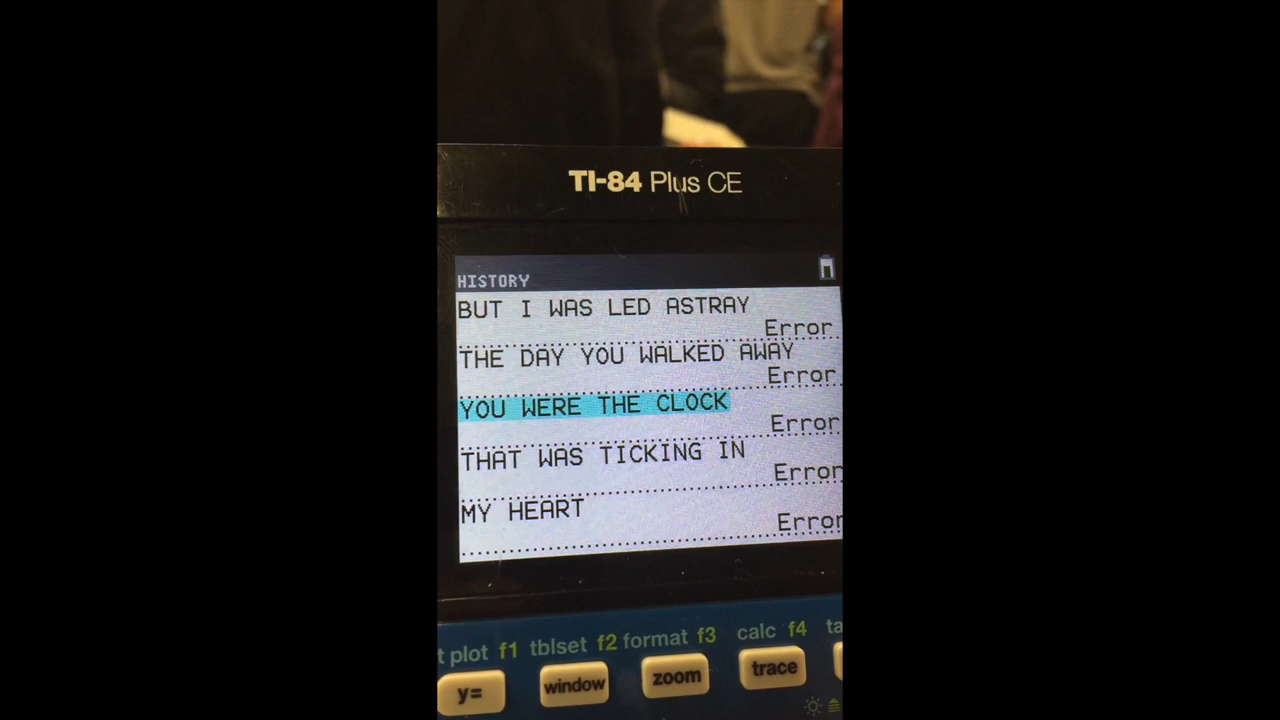 TI-84 Plus CE
HISTORY
BUT I WAS LED ASTRAY
Error
THE DAY YOU WALKED AWAY
Error
YOU WERE THE CLOCK
Error
THAT WAS TICKING IN
Error
MY HEART
Error
t plot f1 tblset f2 format f3 calc f4 ta
y= window zoom trace